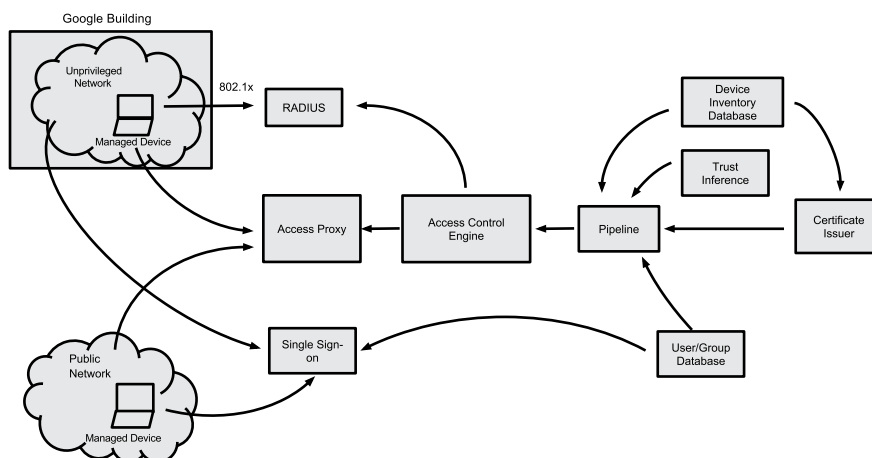 Google Building
Unprivileged
Network
802.1x
Managed Device
RADIUS
Device
Inventory
Database
Trust
Inference
Access Proxy
Access Control
Engine
Pipeline
Certificate
Issuer
Public
Network
Managed Device
Single Sign-
on
User/Group
Database